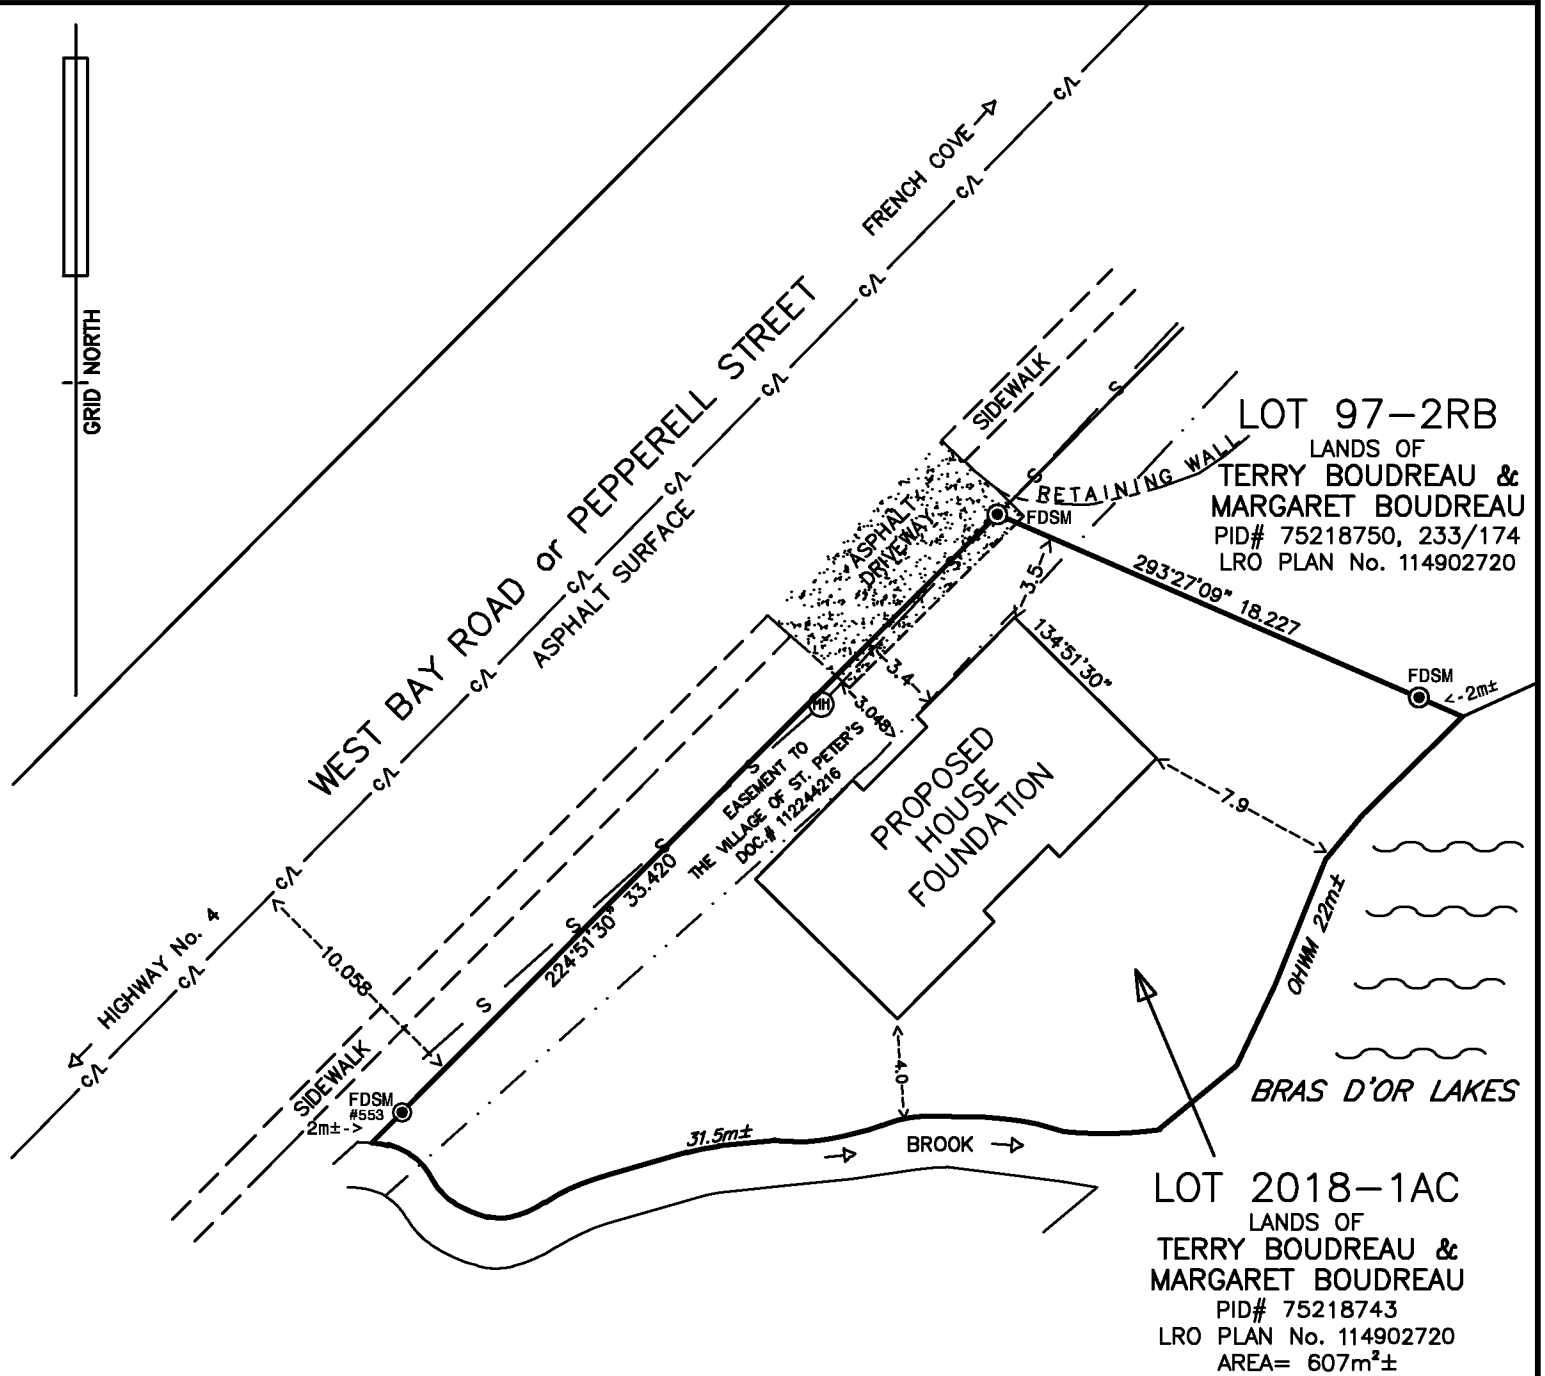 GRID NORTH
FRENCH COVE
C/L
C/L
C/L
C/L
C/L
C/L
C/L
C/L
C/L
C/L
C/L
WEST BAY ROAD or PEPPERELL STREET
ASPHALT SURFACE
HIGHWAY No. 4
10.058
SIDEWALK
SIDEWALK
ASPHALT
DRIVEWAY
S
S
S
S
S
S
S
RETAINING WALL
FDSM
LOT 97-2RB
LANDS OF
TERRY BOUDREAU &
MARGARET BOUDREAU
PID# 75218750, 233/174
LRO PLAN No. 114902720
293°27'09" 18.227
3.5
134°51'30"
FDSM
2m±
3.4
3.048
MH
EASEMENT TO
THE VILLAGE OF ST. PETER'S
DOC.# 112244216
224°51'30" 33.420
PROPOSED
HOUSE
FOUNDATION
7.9
OHWM 22m±
BRAS D'OR LAKES
4.0
FDSM
#553
2m±
31.5m±
BROOK
LOT 2018-1AC
LANDS OF
TERRY BOUDREAU &
MARGARET BOUDREAU
PID# 75218743
LRO PLAN No. 114902720
AREA= 607m²±